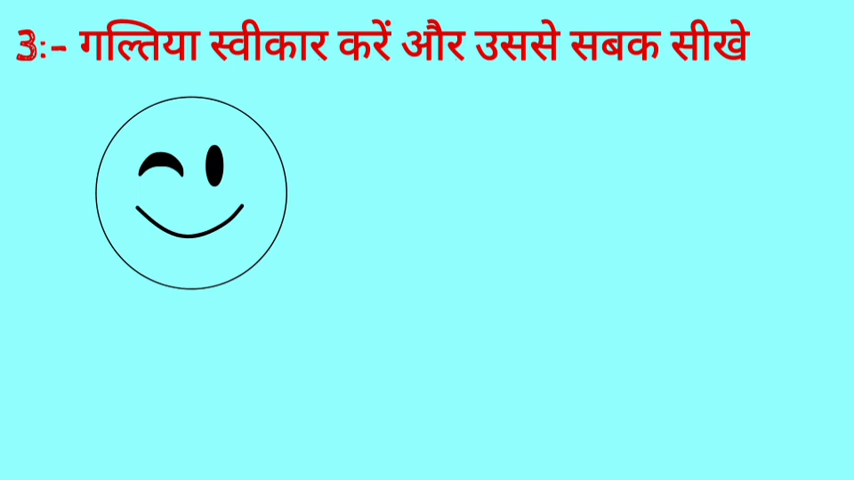 3:- गल्तिया स्वीकार करें और उससे सबक सीखे